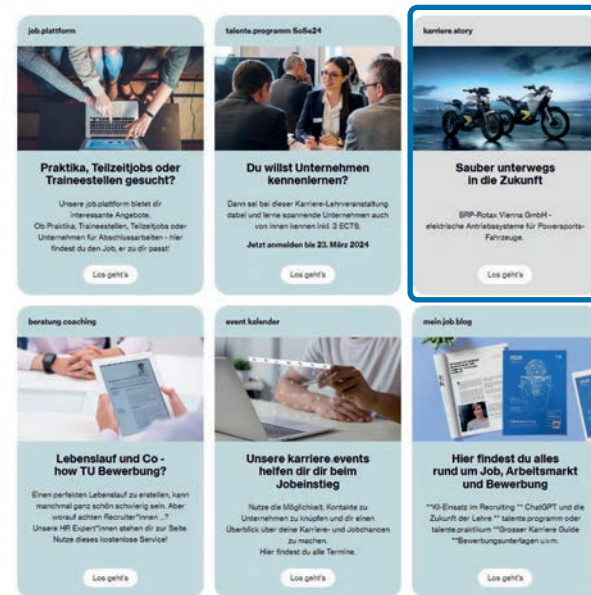 job.plattform
Praktika, Teilzeitjobs oder
Traineestellen gesucht?
Unsere job.plattform bietet dir
interessante Angebote.
Ob Praktika, Traineestellen, Teilzeitjobs oder
Unternehmen für Abschlussarbeiten - hier
findest du den Job, er zu dir passt!
Los geht's
talente.programm SoSe24
Du willst Unternehmen
kennenlernen?
Dann sei bei dieser Karriere-Lehrveranstaltung
dabei und lerne spannende Unternehmen auch
von innen kennen inkl. 3 ECTS.
Jetzt anmelden bis 23. März 2024
Los geht's
karriere.story
Sauber unterwegs
in die Zukunft
BRP-Rotax Vienna GmbH -
elektrische Antriebssysteme für Powersports-
Fahrzeuge.
Los geht's
beratung.coaching
Lebenslauf und Co -
how TU Bewerbung?
Einen perfekten Lebenslauf zu erstellen, kann
manchmal ganz schön schwierig sein. Aber
worauf achten Recruiter*innen ..?
Unsere HR Expert*innen stehen dir zur Seite.
Nutze dieses kostenlose Service!
Los geht's
event.kalender
Unsere karriere.events
helfen dir dir beim
Jobeinstieg
Nutze die Möglichkeit, Kontakte zu
Unternehmen zu knüpfen und dir einen
Überblick über deine Karriere- und Jobchancen
zu machen.
Hier findest du alle Termine.
Los geht's
mein.job.blog
Hier findest du alles
rund um Job, Arbeitsmarkt
und Bewerbung
**KI-Einsatz im Recruiting ** ChatGPT und die
Zukunft der Lehre ** talente.programm oder
talente.praktikum **Grosser Karriere Guide
**Bewerbungsunterlagen u.v.m.
Los geht's